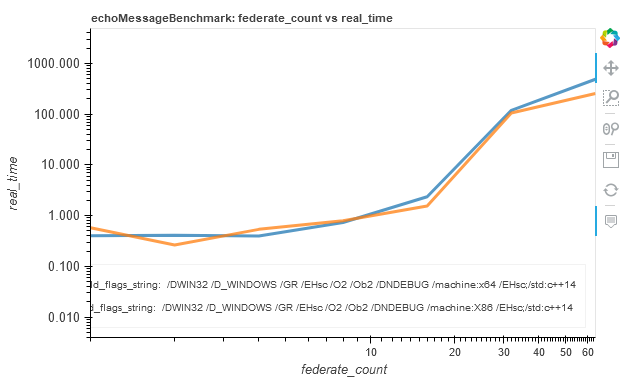 echoMessageBenchmark: federate_count vs real_time
1000.000
100.000
10.000
1.000
0.100
0.010
real_time
d_flags_string: /DWIN32 /D_WINDOWS /GR /EHsc /O2 /Ob2 /DNDEBUG /machine:x64 /EHsc;/std:c++14
d_flags_string: /DWIN32 /D_WINDOWS /GR /EHsc /O2 /Ob2 /DNDEBUG /machine:X86 /EHsc;/std:c++14
10 20 30 40 50 60
federate_count